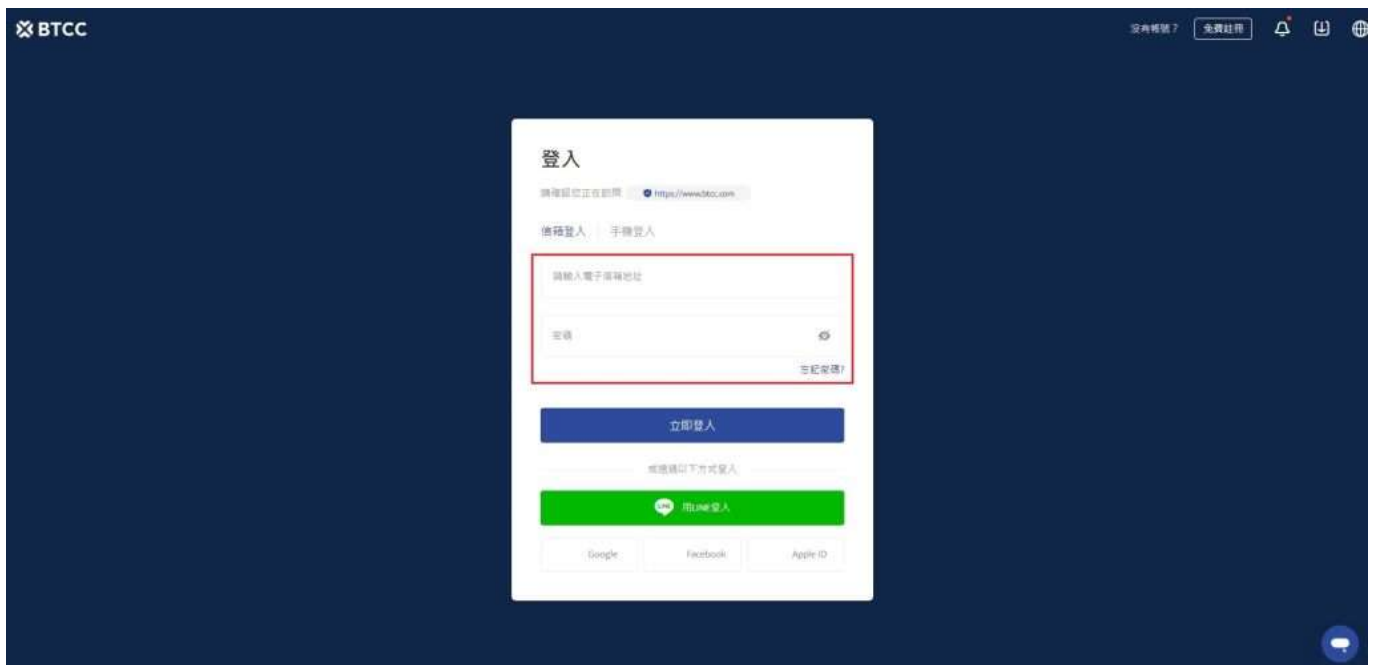 BTCC
沒有帳號？ 免費註冊
登入
請確認您正在訪問 https://www.btcc.com
信箱登入 手機登入
請輸入電子信箱地址
密碼
忘記密碼?
立即登入
或透過以下方式登入
LINE 用LINE登入
Google Facebook Apple ID